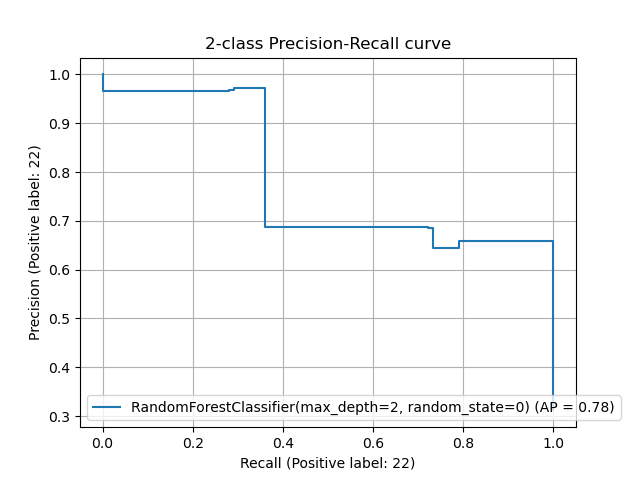 2-class Precision-Recall curve
1.0
0.9
0.8
0.7
0.6
0.5
0.4
0.3
Precision (Positive label: 22)
RandomForestClassifier(max_depth=2, random_state=0) (AP = 0.78)
0.0 0.2 0.4 0.6 0.8 1.0
Recall (Positive label: 22)